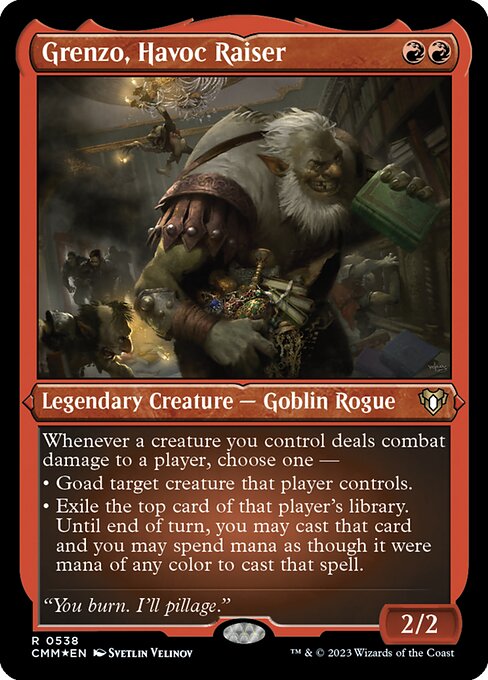 Grenzo, Havoc Raiser
Legendary Creature — Goblin Rogue
Whenever a creature you control deals combat
damage to a player, choose one —
• Goad target creature that player controls.
• Exile the top card of that player's library.
Until end of turn, you may cast that card
and you may spend mana as though it were
mana of any color to cast that spell.
“You burn. I'll pillage.”
2/2
R 0538
CMM★EN Svetlin Velinov
™ & © 2023 Wizards of the Coast